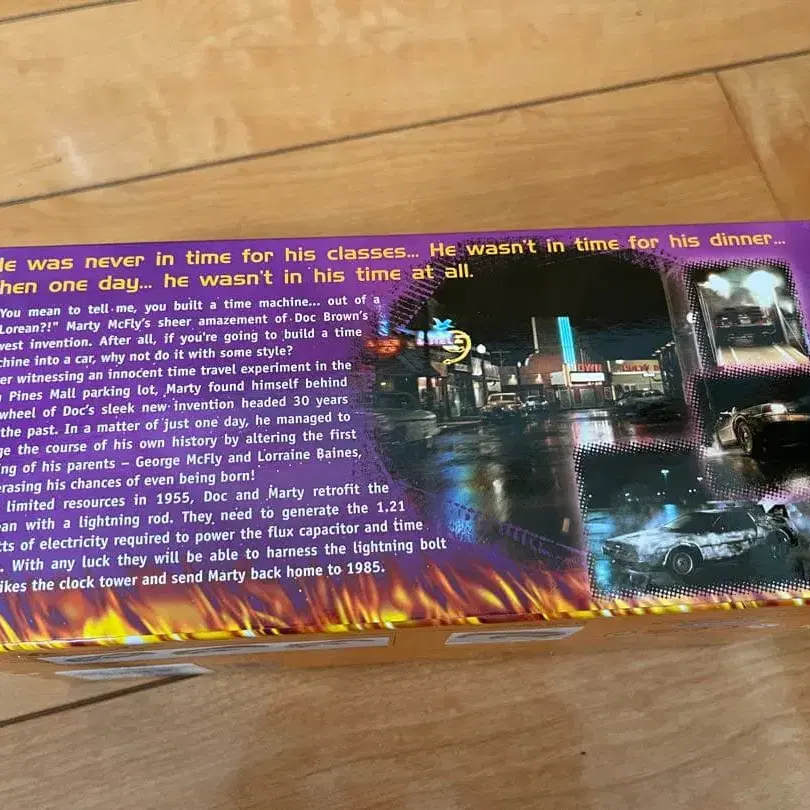 He was never in time for his classes... He wasn't in time for his dinner...
hen one day... he wasn't in his time at all.
You mean to tell me, you built a time machine... out of a
Lorean?!" Marty McFly's sheer amazement of Doc Brown's
west invention. After all, if you're going to build a time
chine into a car, why not do it with some style?
er witnessing an innocent time travel experiment in the
Pines Mall parking lot, Marty found himself behind
wheel of Doc's sleek new invention headed 30 years
the past. In a matter of just one day, he managed to
ge the course of his own history by altering the first
ng of his parents – George McFly and Lorraine Baines,
erasing his chances of even being born!
limited resources in 1955, Doc and Marty retrofit the
an with a lightning rod. They need to generate the 1.21
ts of electricity required to power the flux capacitor and time
. With any luck they will be able to harness the lightning bolt
ikes the clock tower and send Marty back home to 1985.